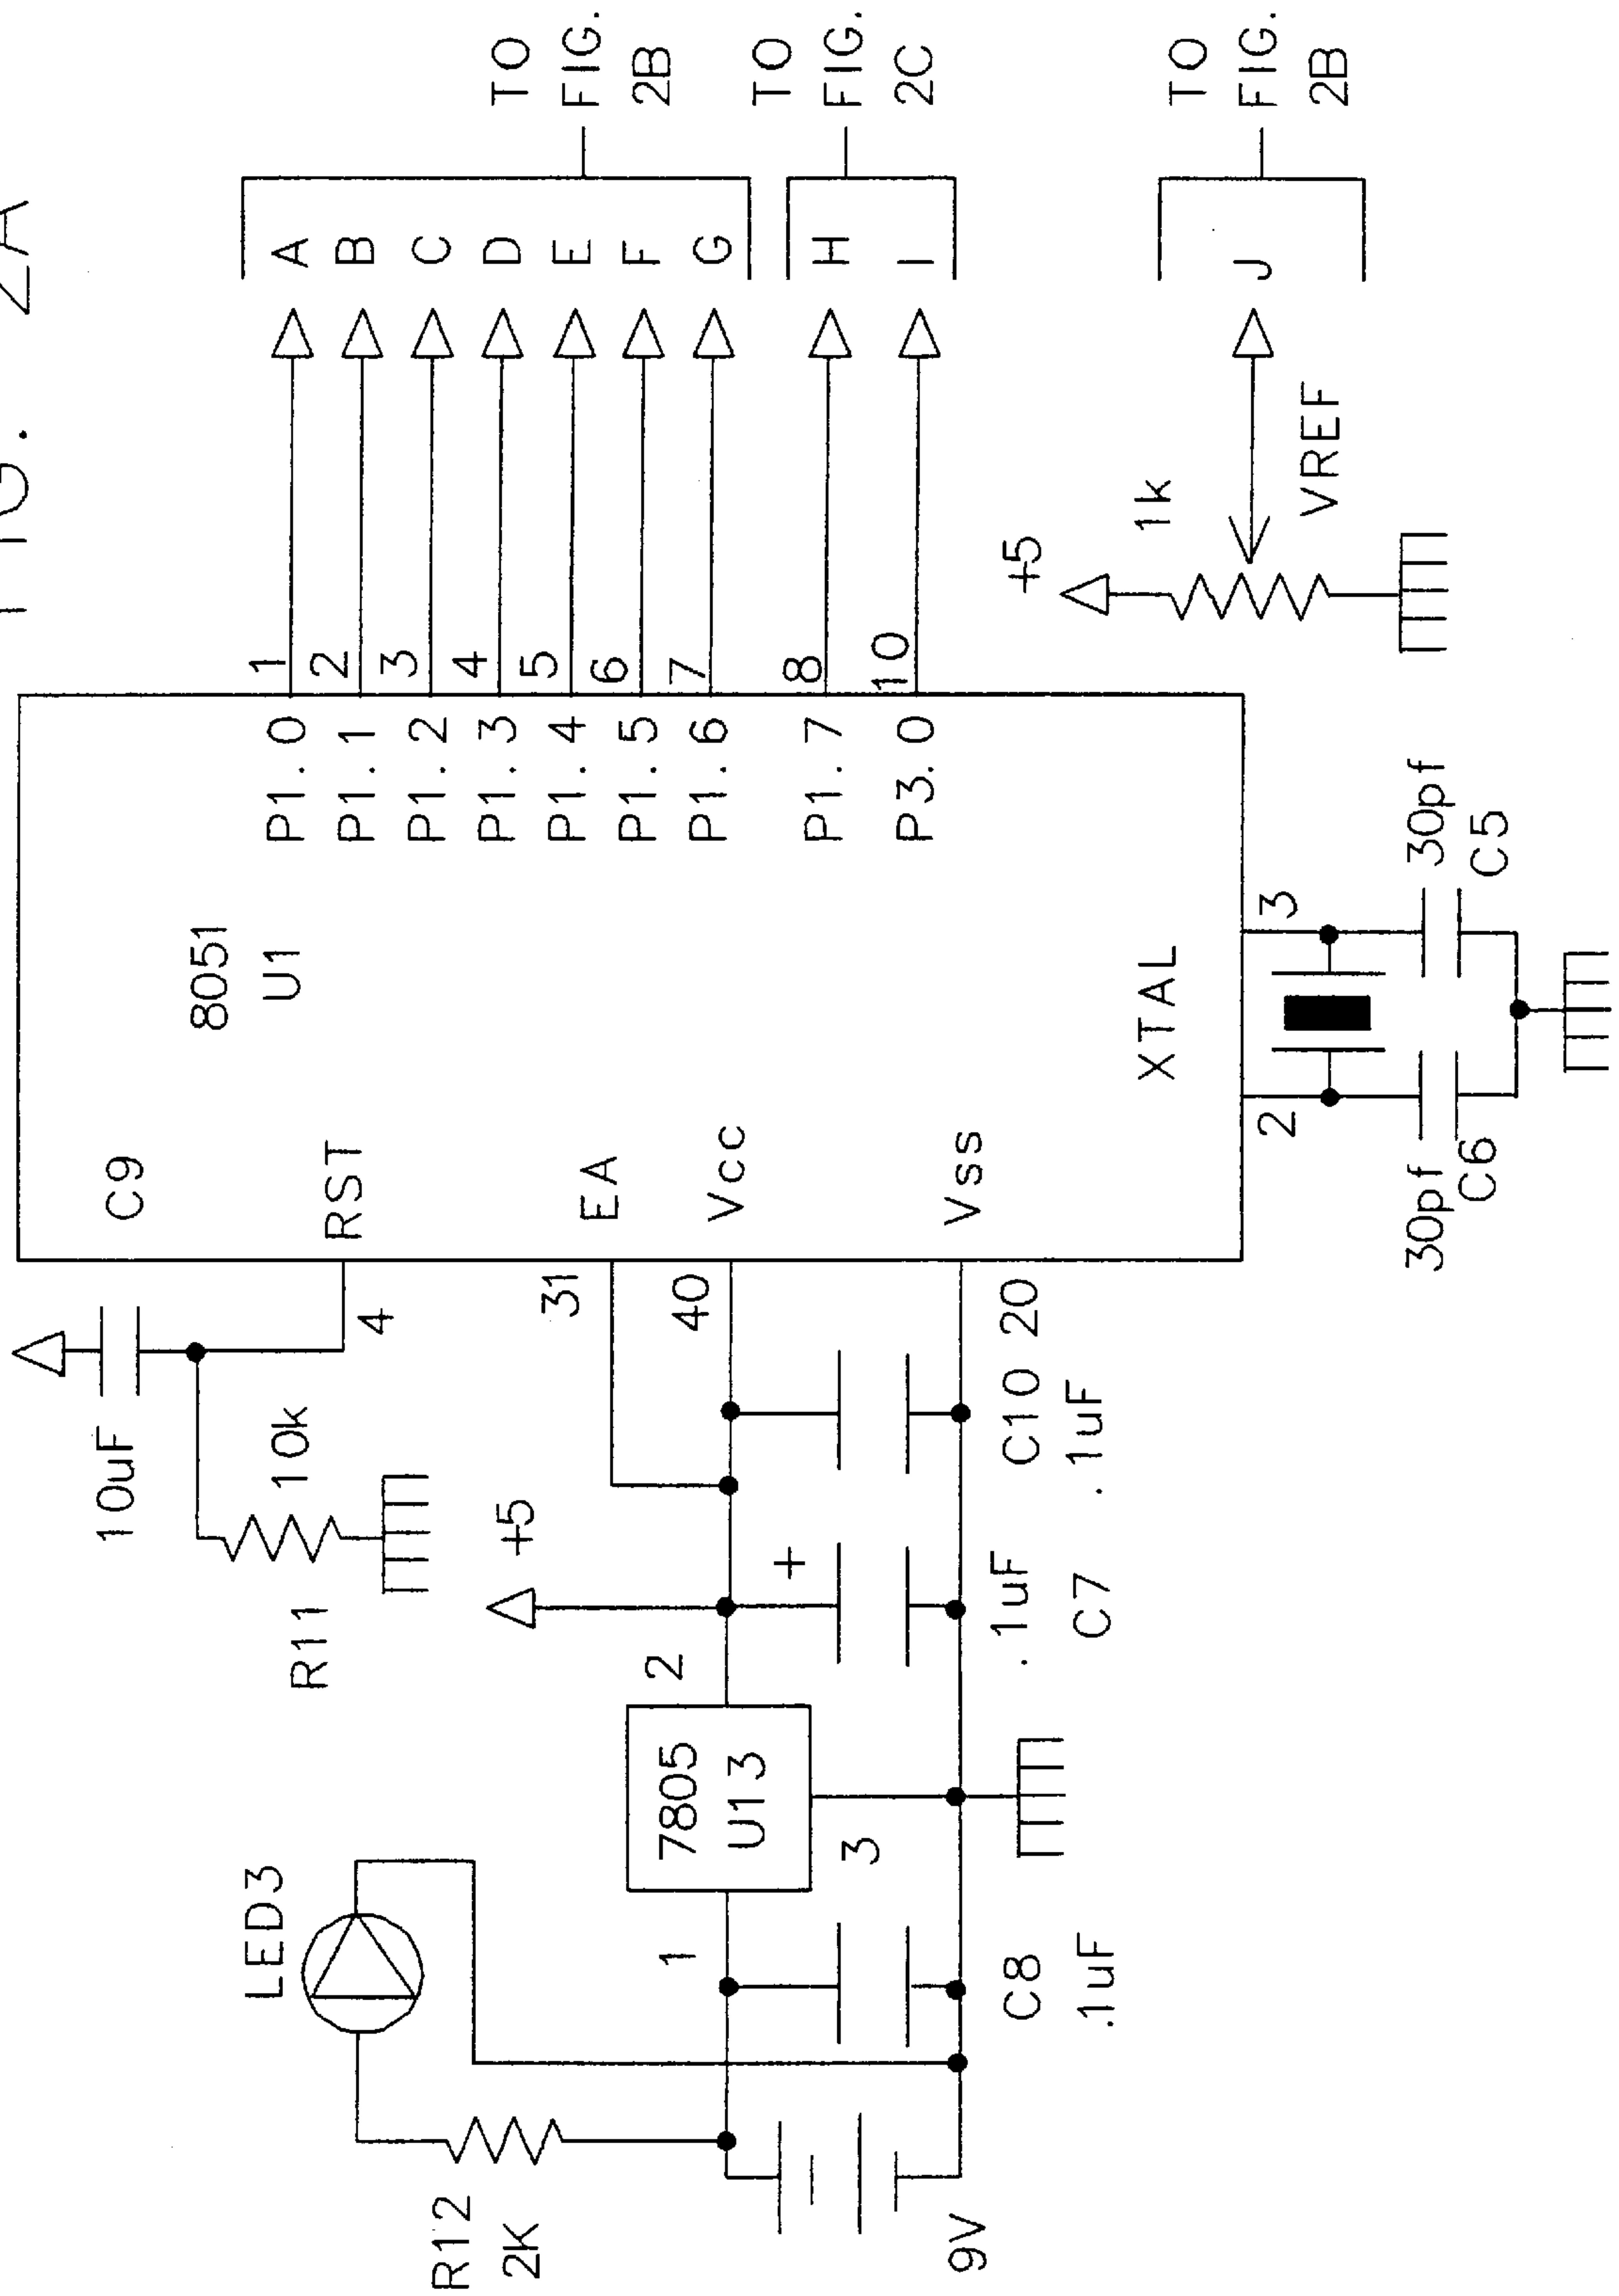 FIG. 2A
LED3
R12
2K
9V
1
7805
U13
2
3
C8
.1uF
+5
+
.1uF
C7
C10
.1uF
10uF
C9
10k
R11
4
RST
31
EA
40
Vcc
20
Vss
8051
U1
XTAL
2
3
30pf
C6
30pf
C5
P1.0
1
A
P1.1
2
B
P1.2
3
C
P1.3
4
D
P1.4
5
E
P1.5
6
F
P1.6
7
G
TO
FIG.
2B
P1.7
8
H
P3.0
10
I
TO
FIG.
2C
+5
1k
VREF
J
TO
FIG.
2B